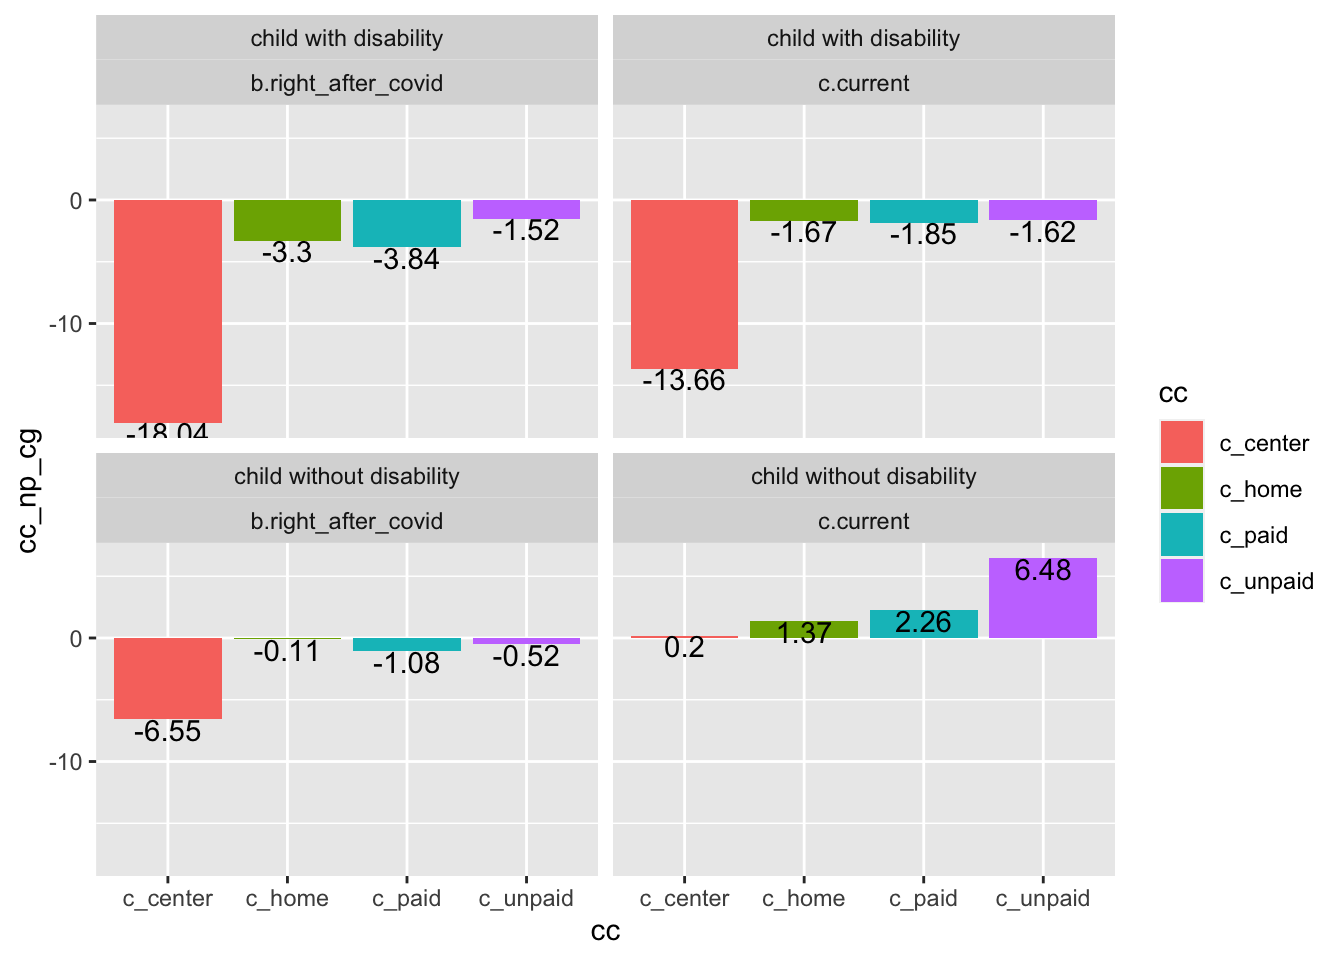 child with disability
b.right_after_covid
child with disability
c.current
0
-10
-18.04
-3.3
-3.84
-1.52
-13.66
-1.67
-1.85
-1.62
cc_np_cg
child without disability
b.right_after_covid
child without disability
c.current
0
-10
-6.55
-0.11
-1.08
-0.52
0.2
1.37
2.26
6.48
c_center
c_home
c_paid
c_unpaid
c_center
c_home
c_paid
c_unpaid
cc
cc
c_center
c_home
c_paid
c_unpaid